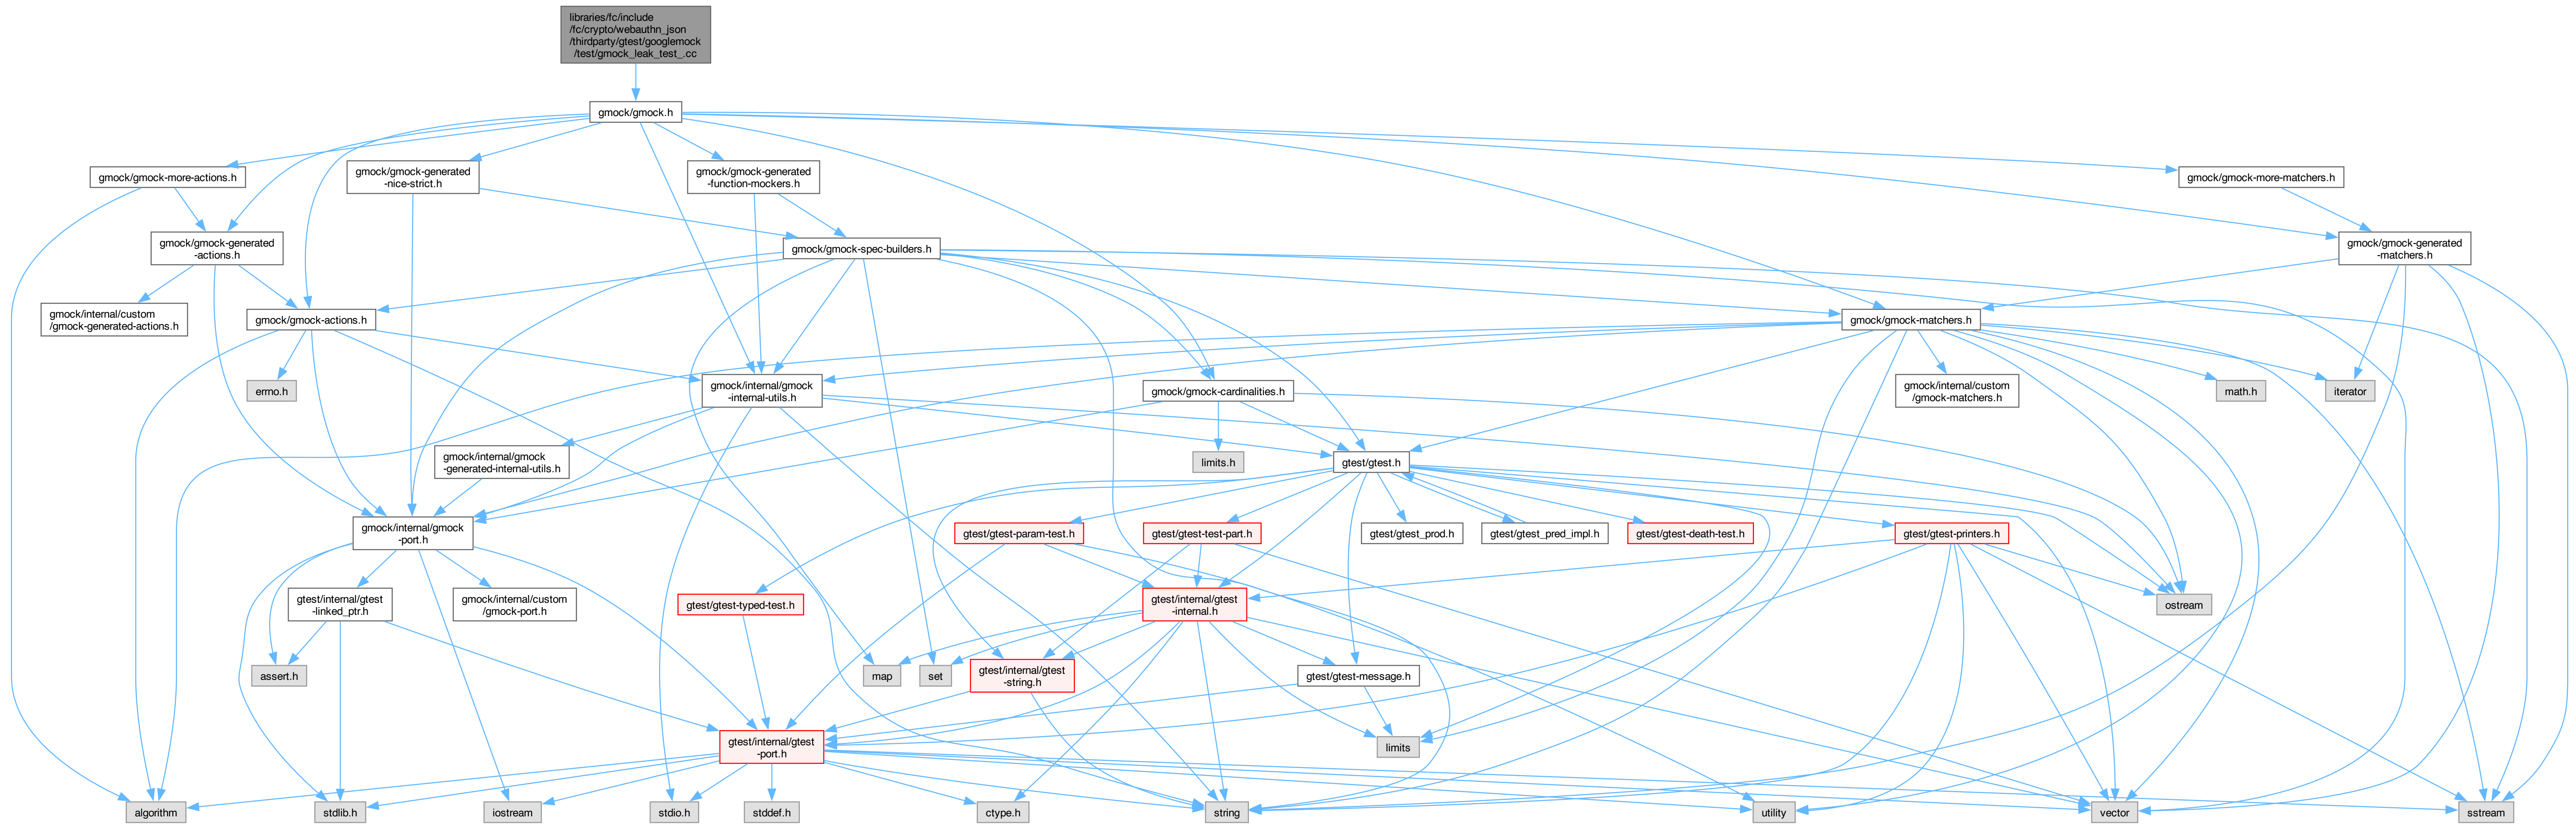 libraries/fc/include
/fc/crypto/webauthn_json
/thirdparty/gtest/googlemock
/test/gmock_leak_test_.cc
gmock/gmock.h
gmock/gmock-more-actions.h
gmock/gmock-generated
-nice-strict.h
gmock/gmock-generated
-function-mockers.h
gmock/gmock-more-matchers.h
gmock/gmock-generated
-actions.h
gmock/gmock-spec-builders.h
gmock/gmock-generated
-matchers.h
gmock/internal/custom
/gmock-generated-actions.h
gmock/gmock-actions.h
gmock/gmock-matchers.h
errno.h
gmock/internal/gmock
-internal-utils.h
gmock/gmock-cardinalities.h
gmock/internal/custom
/gmock-matchers.h
math.h
iterator
gmock/internal/gmock
-generated-internal-utils.h
limits.h
gtest/gtest.h
gmock/internal/gmock
-port.h
gtest/gtest-param-test.h
gtest/gtest-test-part.h
gtest/gtest_prod.h
gtest/gtest_pred_impl.h
gtest/gtest-death-test.h
gtest/gtest-printers.h
gtest/internal/gtest
-linked_ptr.h
gmock/internal/custom
/gmock-port.h
gtest/gtest-typed-test.h
gtest/internal/gtest
-internal.h
ostream
assert.h
map
set
gtest/internal/gtest
-string.h
gtest/gtest-message.h
gtest/internal/gtest
-port.h
limits
algorithm
stdlib.h
iostream
stdio.h
stddef.h
ctype.h
string
utility
vector
sstream